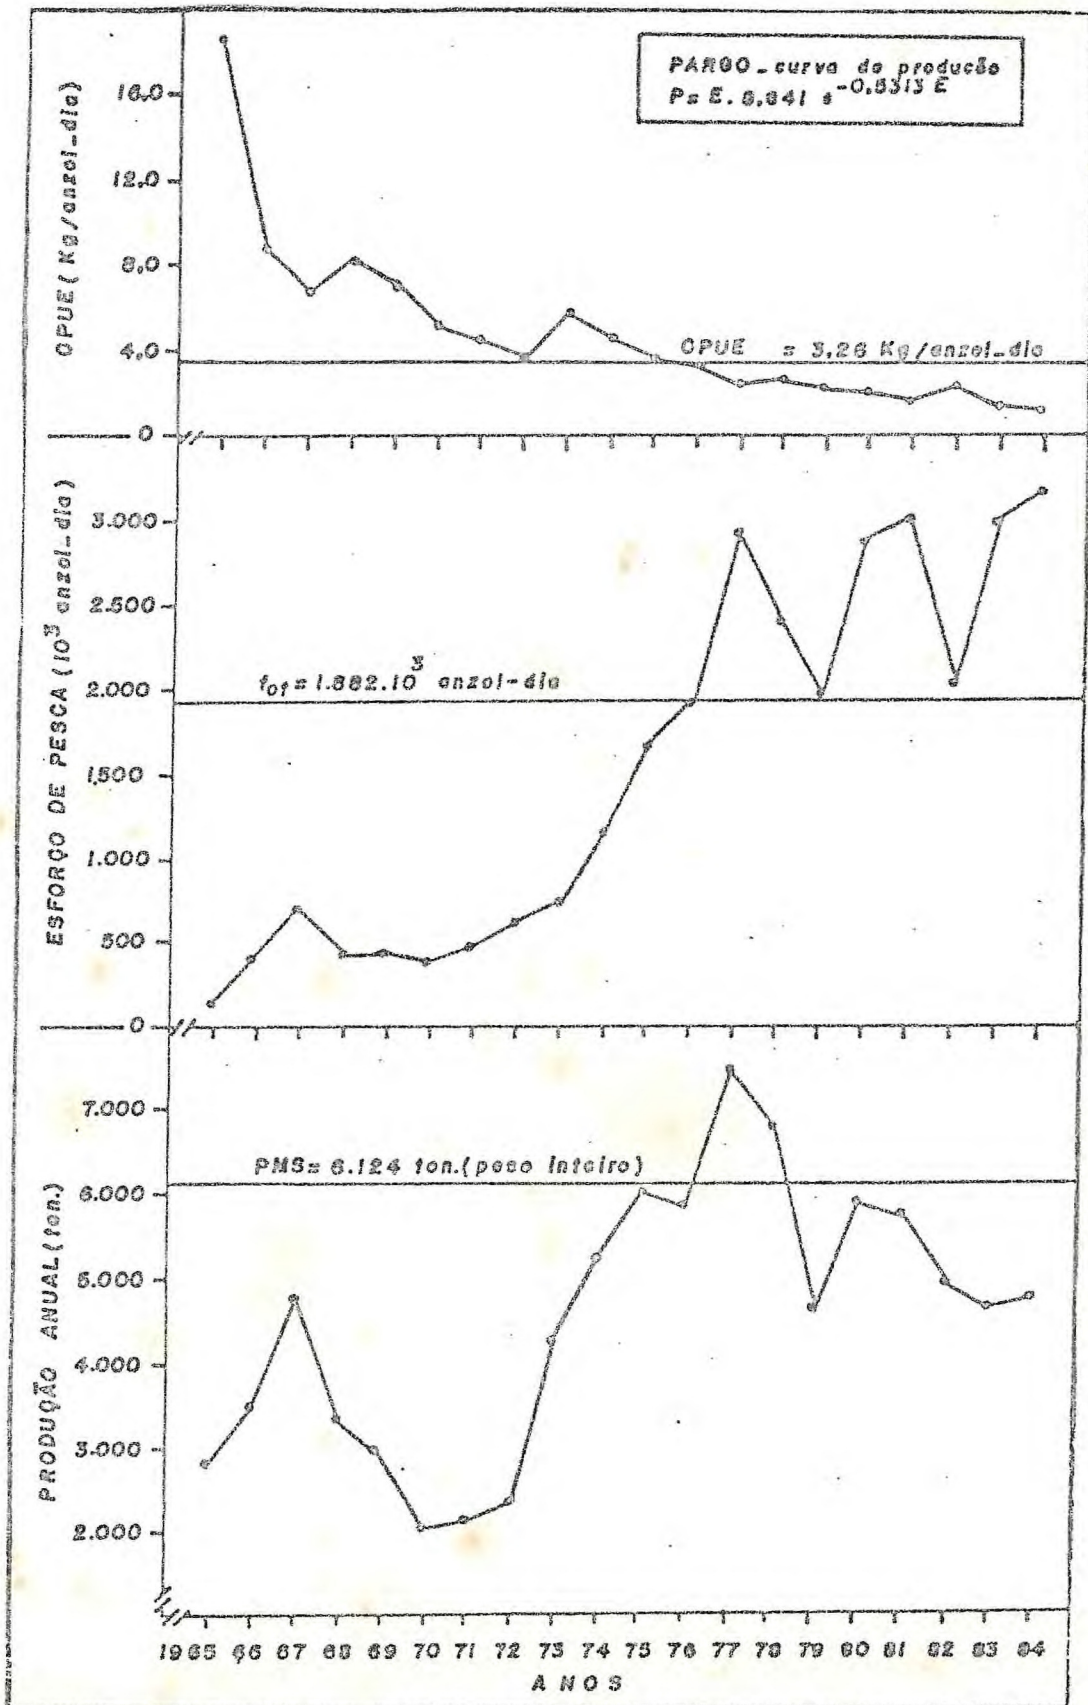 PARGO - curva de produção
P= E. 8,841 e -0,5313 E
CPUE (Kg/anzol-dia)
16,0
12,0
8,0
4,0
0
CPUE = 3,26 Kg/anzol-dia
ESFORÇO DE PESCA (10³ anzol-dia)
3.000
2.500
2.000
1.500
1.000
500
0
fot = 1.882.10³ anzol-dia
PRODUÇÃO ANUAL (ton.)
7.000
6.000
5.000
4.000
3.000
2.000
PMS= 6.124 ton. (peso inteiro)
1965 66 67 68 69 70 71 72 73 74 75 76 77 78 79 80 81 82 83 84
ANOS